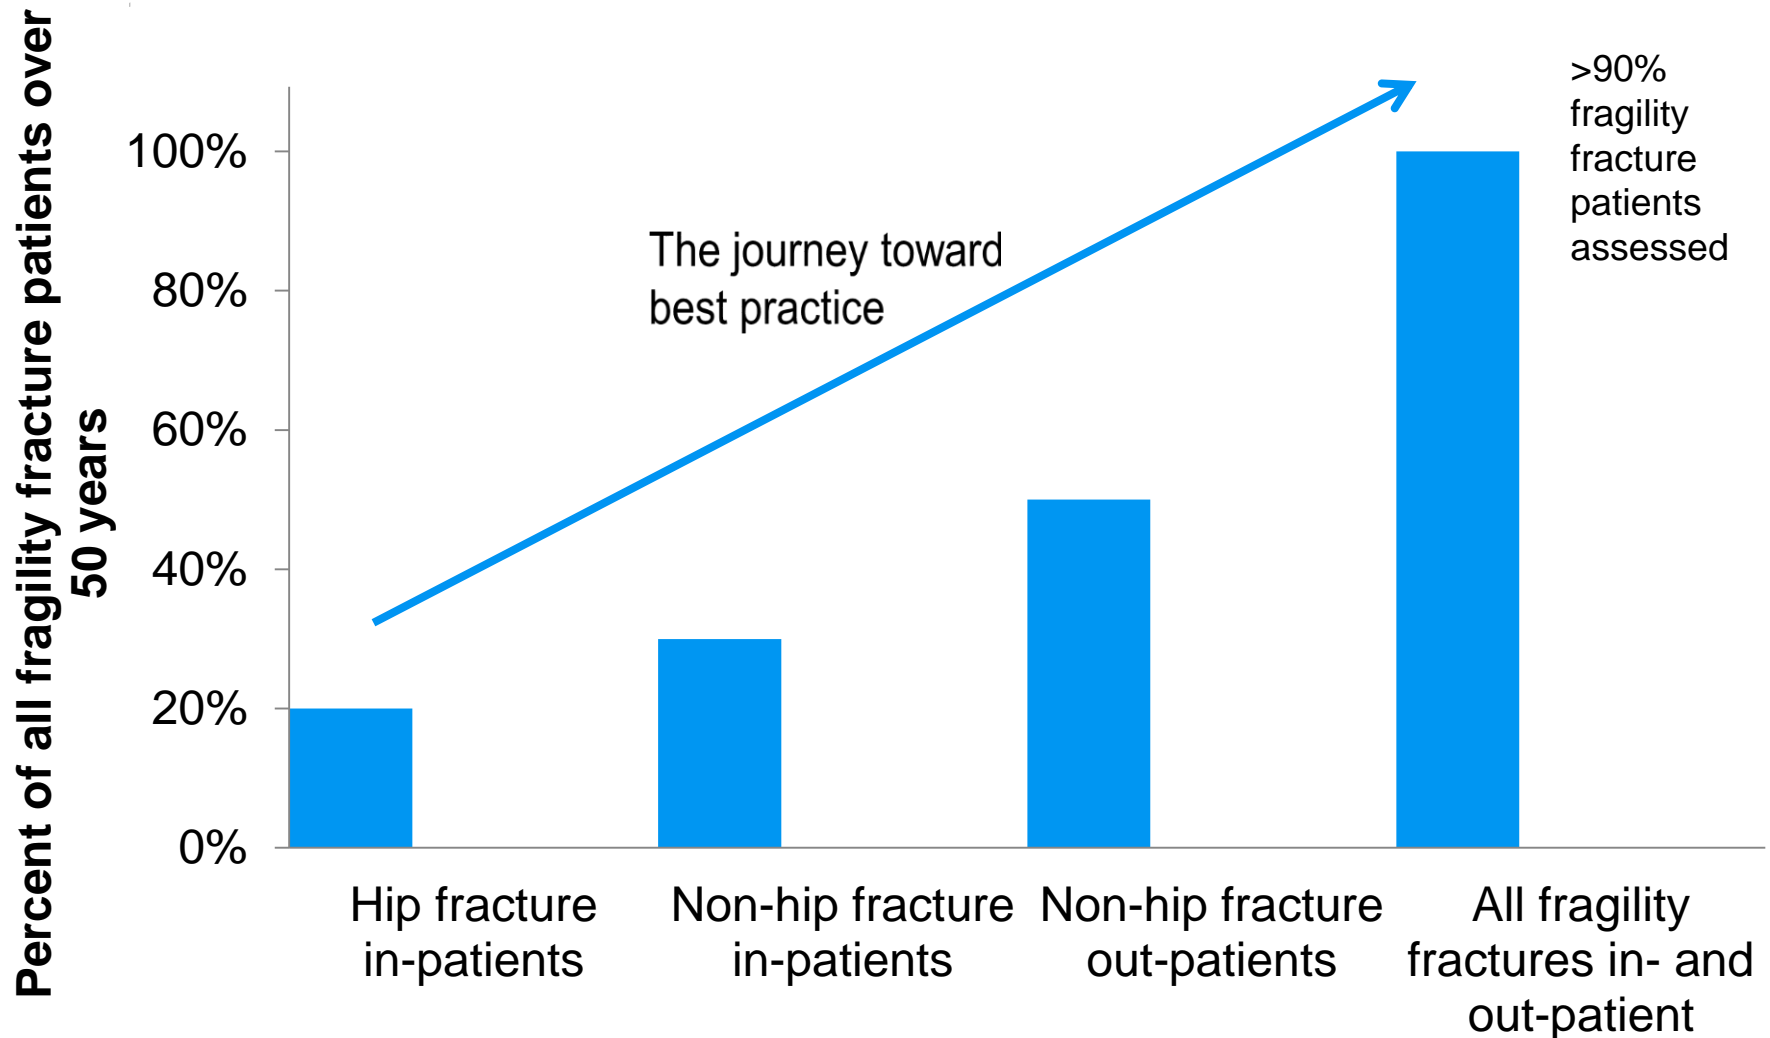 Percent of all fragility fracture patients over
50 years
100%
80%
60%
40%
20%
0%
The journey toward
best practice
>90%
fragility
fracture
patients
assessed
Hip fracture
in-patients
Non-hip fracture
in-patients
Non-hip fracture
out-patients
All fragility
fractures in- and
out-patient